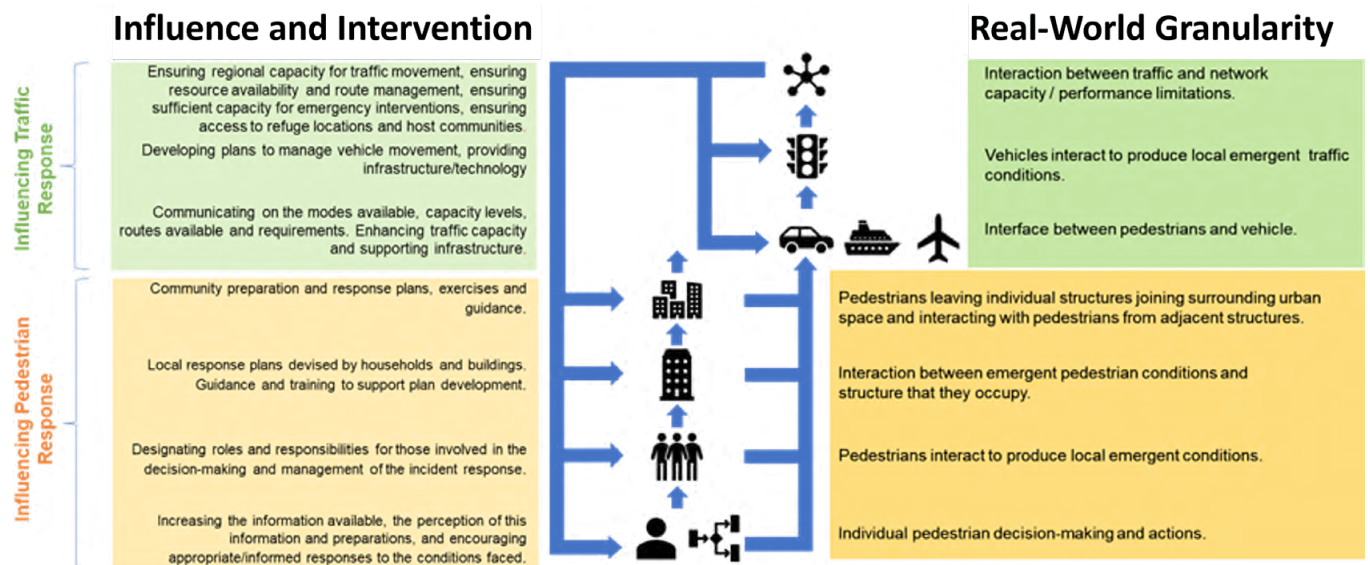 Influence and Intervention
Real-World Granularity
Influencing Traffic
Response
Ensuring regional capacity for traffic movement, ensuring
resource availability and route management, ensuring
sufficient capacity for emergency interventions, ensuring
access to refuge locations and host communities.
Interaction between traffic and network
capacity / performance limitations.
Developing plans to manage vehicle movement, providing
infrastructure/technology
Vehicles interact to produce local emergent traffic
conditions.
Communicating on the modes available, capacity levels,
routes available and requirements. Enhancing traffic capacity
and supporting infrastructure.
Interface between pedestrians and vehicle.
Influencing Pedestrian
Response
Community preparation and response plans, exercises and
guidance.
Pedestrians leaving individual structures joining surrounding urban
space and interacting with pedestrians from adjacent structures.
Local response plans devised by households and buildings.
Guidance and training to support plan development.
Interaction between emergent pedestrian conditions and
structure that they occupy.
Designating roles and responsibilities for those involved in the
decision-making and management of the incident response.
Pedestrians interact to produce local emergent conditions.
Increasing the information available, the perception of this
information and preparations, and encouraging
appropriate/informed responses to the conditions faced.
Individual pedestrian decision-making and actions.